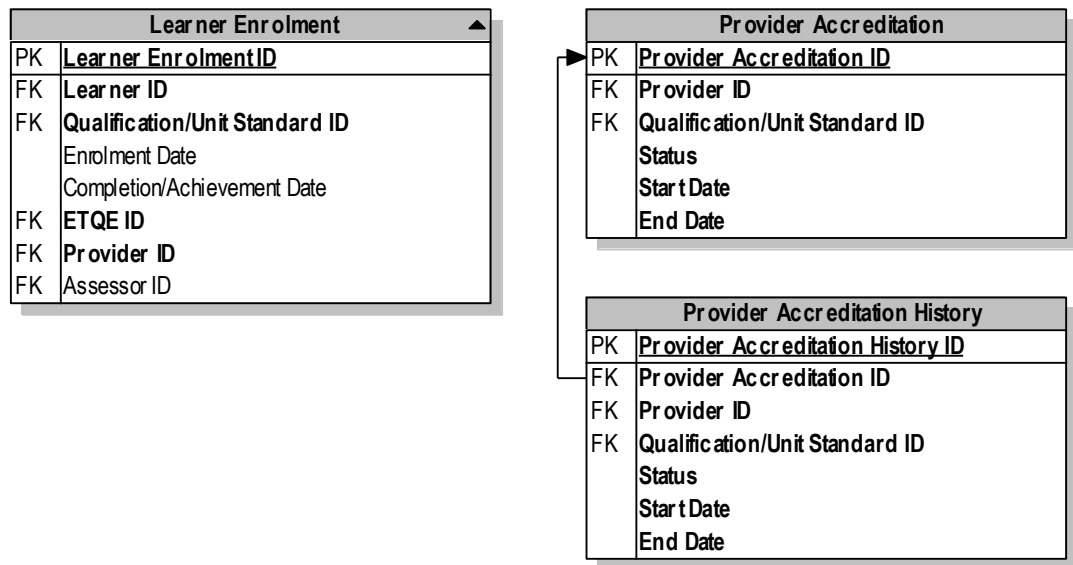 Learner Enrolment
PK Learner Enrolment ID
FK Learner ID
FK Qualification/Unit Standard ID
Enrolment Date
Completion/Achievement Date
FK ETQE ID
FK Provider ID
FK Assessor ID
Provider Accreditation
PK Provider Accreditation ID
FK Provider ID
FK Qualification/Unit Standard ID
Status
Start Date
End Date
Provider Accreditation History
PK Provider Accreditation History ID
FK Provider Accreditation ID
FK Provider ID
FK Qualification/Unit Standard ID
Status
Start Date
End Date